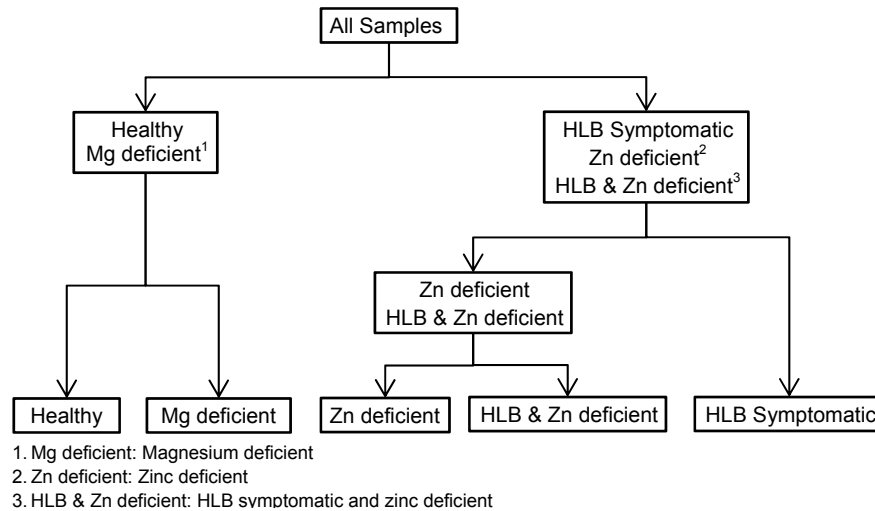 All Samples
Healthy
Mg deficient¹
HLB Symptomatic
Zn deficient²
HLB & Zn deficient³
Zn deficient
HLB & Zn deficient
Healthy
Mg deficient
Zn deficient
HLB & Zn deficient
HLB Symptomatic
1. Mg deficient: Magnesium deficient
2. Zn deficient: Zinc deficient
3. HLB & Zn deficient: HLB symptomatic and zinc deficient